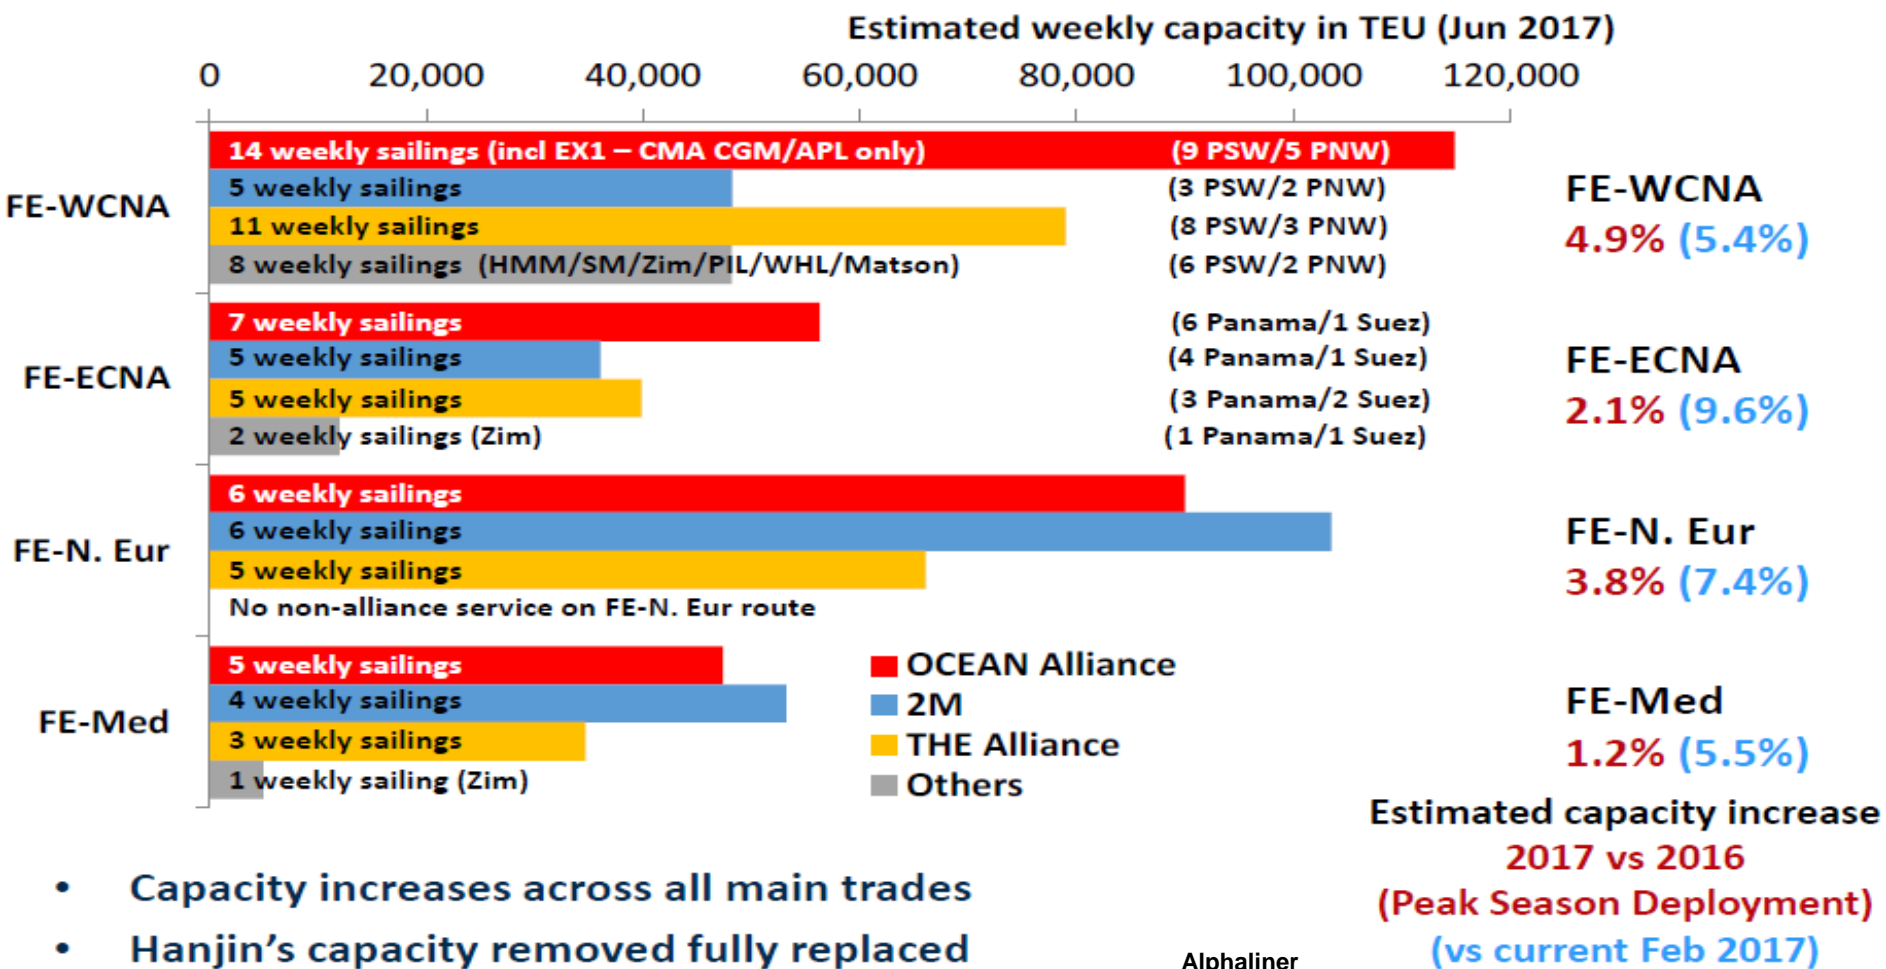 Estimated weekly capacity in TEU (Jun 2017)
0 20,000 40,000 60,000 80,000 100,000 120,000
FE-WCNA
14 weekly sailings (incl EX1 – CMA CGM/APL only) (9 PSW/5 PNW)
5 weekly sailings (3 PSW/2 PNW)
11 weekly sailings (8 PSW/3 PNW)
8 weekly sailings (HMM/SM/Zim/PIL/WHL/Matson) (6 PSW/2 PNW)
FE-WCNA
4.9% (5.4%)
FE-ECNA
7 weekly sailings (6 Panama/1 Suez)
5 weekly sailings (4 Panama/1 Suez)
5 weekly sailings (3 Panama/2 Suez)
2 weekly sailings (Zim) (1 Panama/1 Suez)
FE-ECNA
2.1% (9.6%)
FE-N. Eur
6 weekly sailings
6 weekly sailings
5 weekly sailings
No non-alliance service on FE-N. Eur route
FE-N. Eur
3.8% (7.4%)
FE-Med
5 weekly sailings
4 weekly sailings
3 weekly sailings
1 weekly sailing (Zim)
OCEAN Alliance
2M
THE Alliance
Others
FE-Med
1.2% (5.5%)
Estimated capacity increase
2017 vs 2016
(Peak Season Deployment)
(vs current Feb 2017)
• Capacity increases across all main trades
• Hanjin's capacity removed fully replaced
Alphaliner